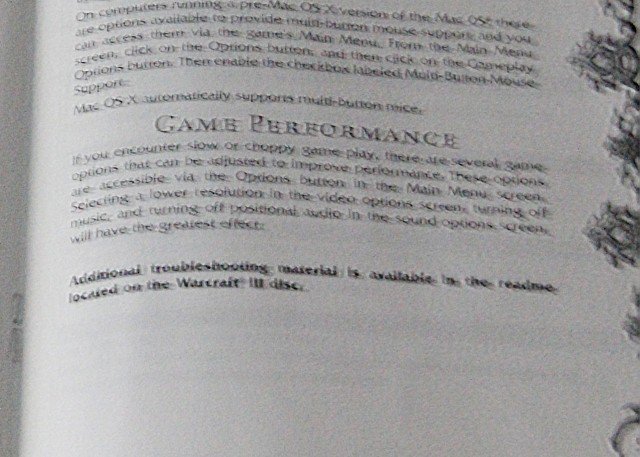 On computers running a pre-Mac OS X version of the Mac OS, there
are options available to provide multi-button mouse support and you
can access them via the game's Main Menu. From the Main Menu
screen, click on the Options button, and then click on the Gameplay
Options button. Then enable the checkbox labeled Multi-Button Mouse
Support.
Mac OS X automatically supports multi-button mice.
GAME PERFORMANCE
If you encounter slow or choppy game play, there are several game
options that can be adjusted to improve performance. These options
are accessible via the Options button in the Main Menu screen.
Selecting a lower resolution in the video options screen, turning off
music, and turning off positional audio in the sound options screen,
will have the greatest effect.
Additional troubleshooting material is available in the readme
located on the Warcraft III disc.